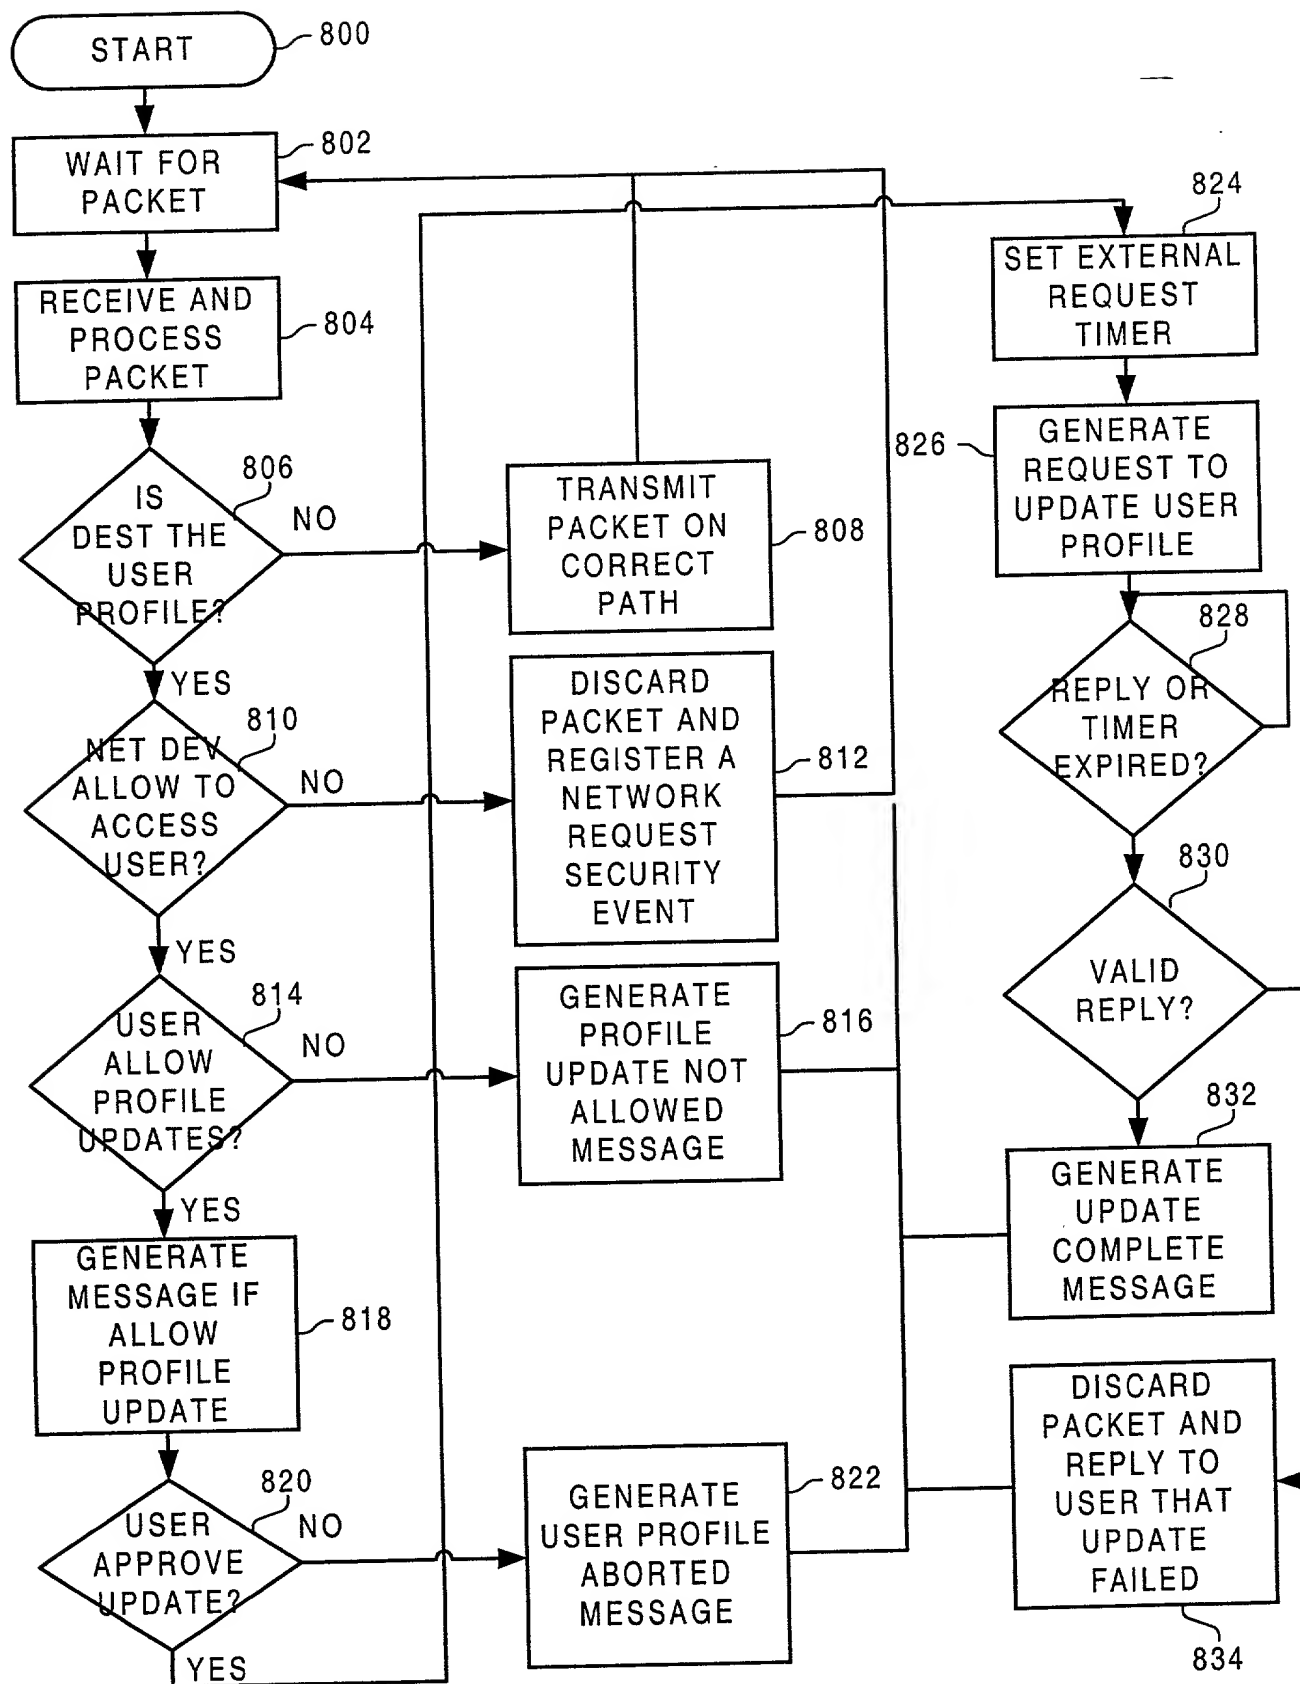 START
800
WAIT FOR
PACKET
802
RECEIVE AND
PROCESS
PACKET
804
IS
DEST THE
USER
PROFILE?
806
NO
YES
TRANSMIT
PACKET ON
CORRECT
PATH
808
NET DEV
ALLOW TO
ACCESS
USER?
810
NO
YES
DISCARD
PACKET AND
REGISTER A
NETWORK
REQUEST
SECURITY
EVENT
812
USER
ALLOW
PROFILE
UPDATES?
814
NO
YES
GENERATE
PROFILE
UPDATE NOT
ALLOWED
MESSAGE
816
GENERATE
MESSAGE IF
ALLOW
PROFILE
UPDATE
818
USER
APPROVE
UPDATE?
820
NO
YES
GENERATE
USER PROFILE
ABORTED
MESSAGE
822
824
SET EXTERNAL
REQUEST
TIMER
826
GENERATE
REQUEST TO
UPDATE USER
PROFILE
828
REPLY OR
TIMER
EXPIRED?
830
VALID
REPLY?
832
GENERATE
UPDATE
COMPLETE
MESSAGE
DISCARD
PACKET AND
REPLY TO
USER THAT
UPDATE
FAILED
834